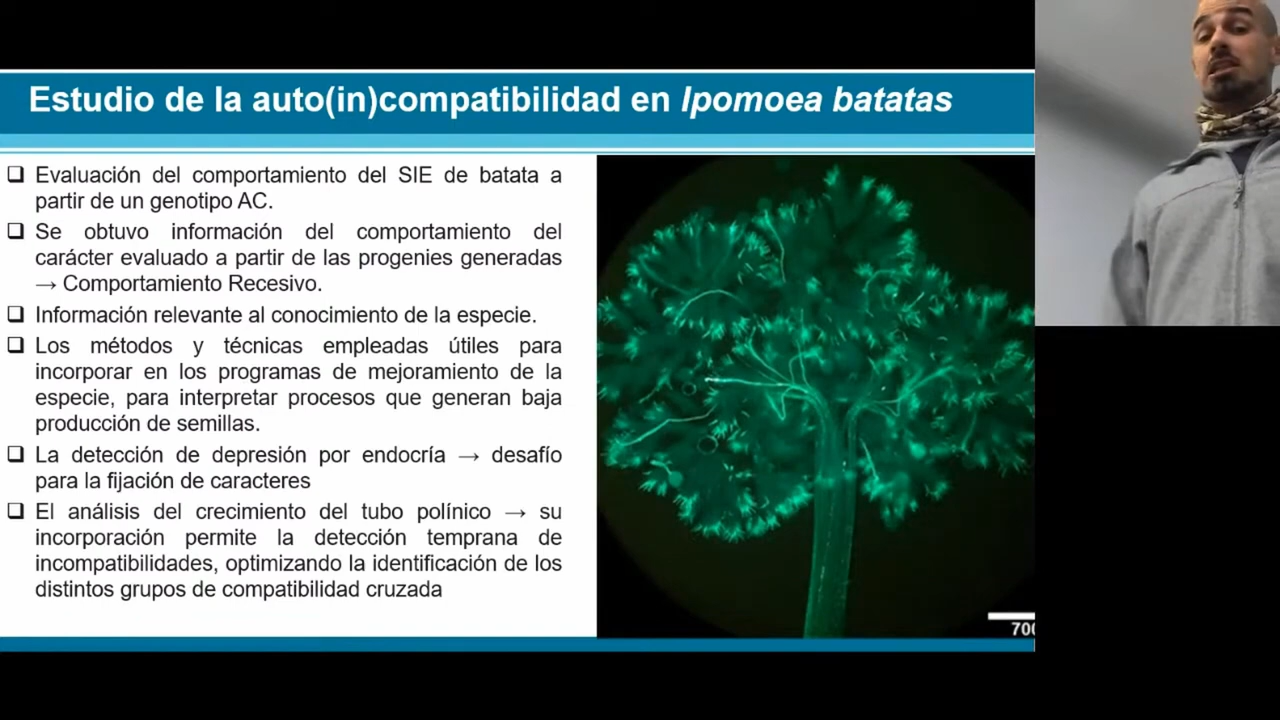 Estudio de la auto(in)compatibilidad en Ipomoea batatas
❑ Evaluación del comportamiento del SIE de batata a
partir de un genotipo AC.
❑ Se obtuvo información del comportamiento del
carácter evaluado a partir de las progenies generadas
→ Comportamiento Recesivo.
❑ Información relevante al conocimiento de la especie.
❑ Los métodos y técnicas empleadas útiles para
incorporar en los programas de mejoramiento de la
especie, para interpretar procesos que generan baja
producción de semillas.
❑ La detección de depresión por endocría → desafío
para la fijación de caracteres
❑ El análisis del crecimiento del tubo polínico → su
incorporación permite la detección temprana de
incompatibilidades, optimizando la identificación de los
distintos grupos de compatibilidad cruzada
700